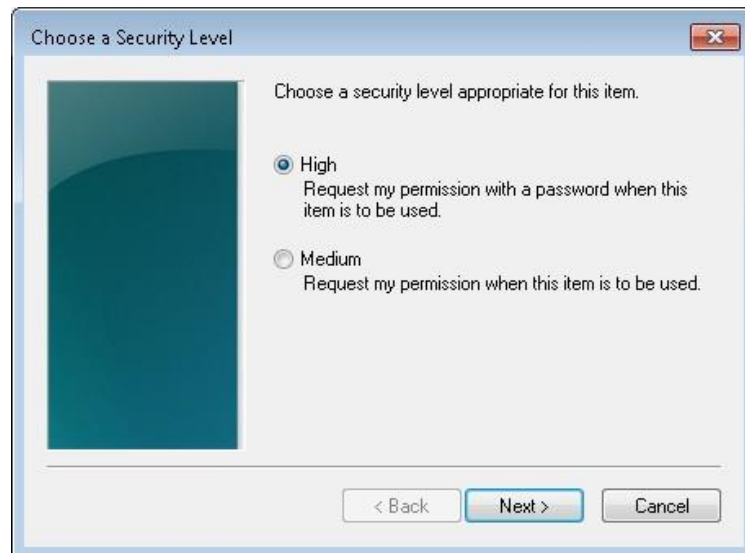 Choose a Security Level
Choose a security level appropriate for this item.
High
Request my permission with a password when this
item is to be used.
Medium
Request my permission when this item is to be used.
< Back
Next >
Cancel